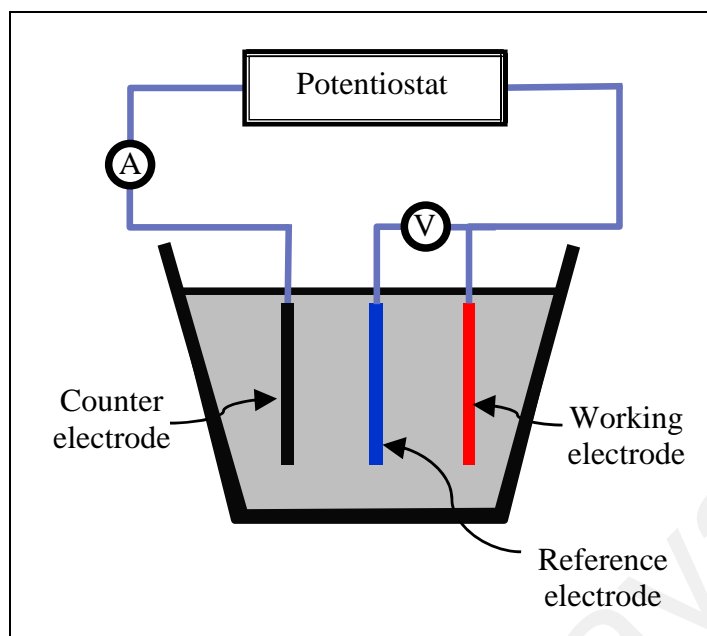 Potentiostat
A
V
Counter
electrode
Working
electrode
Reference
electrode